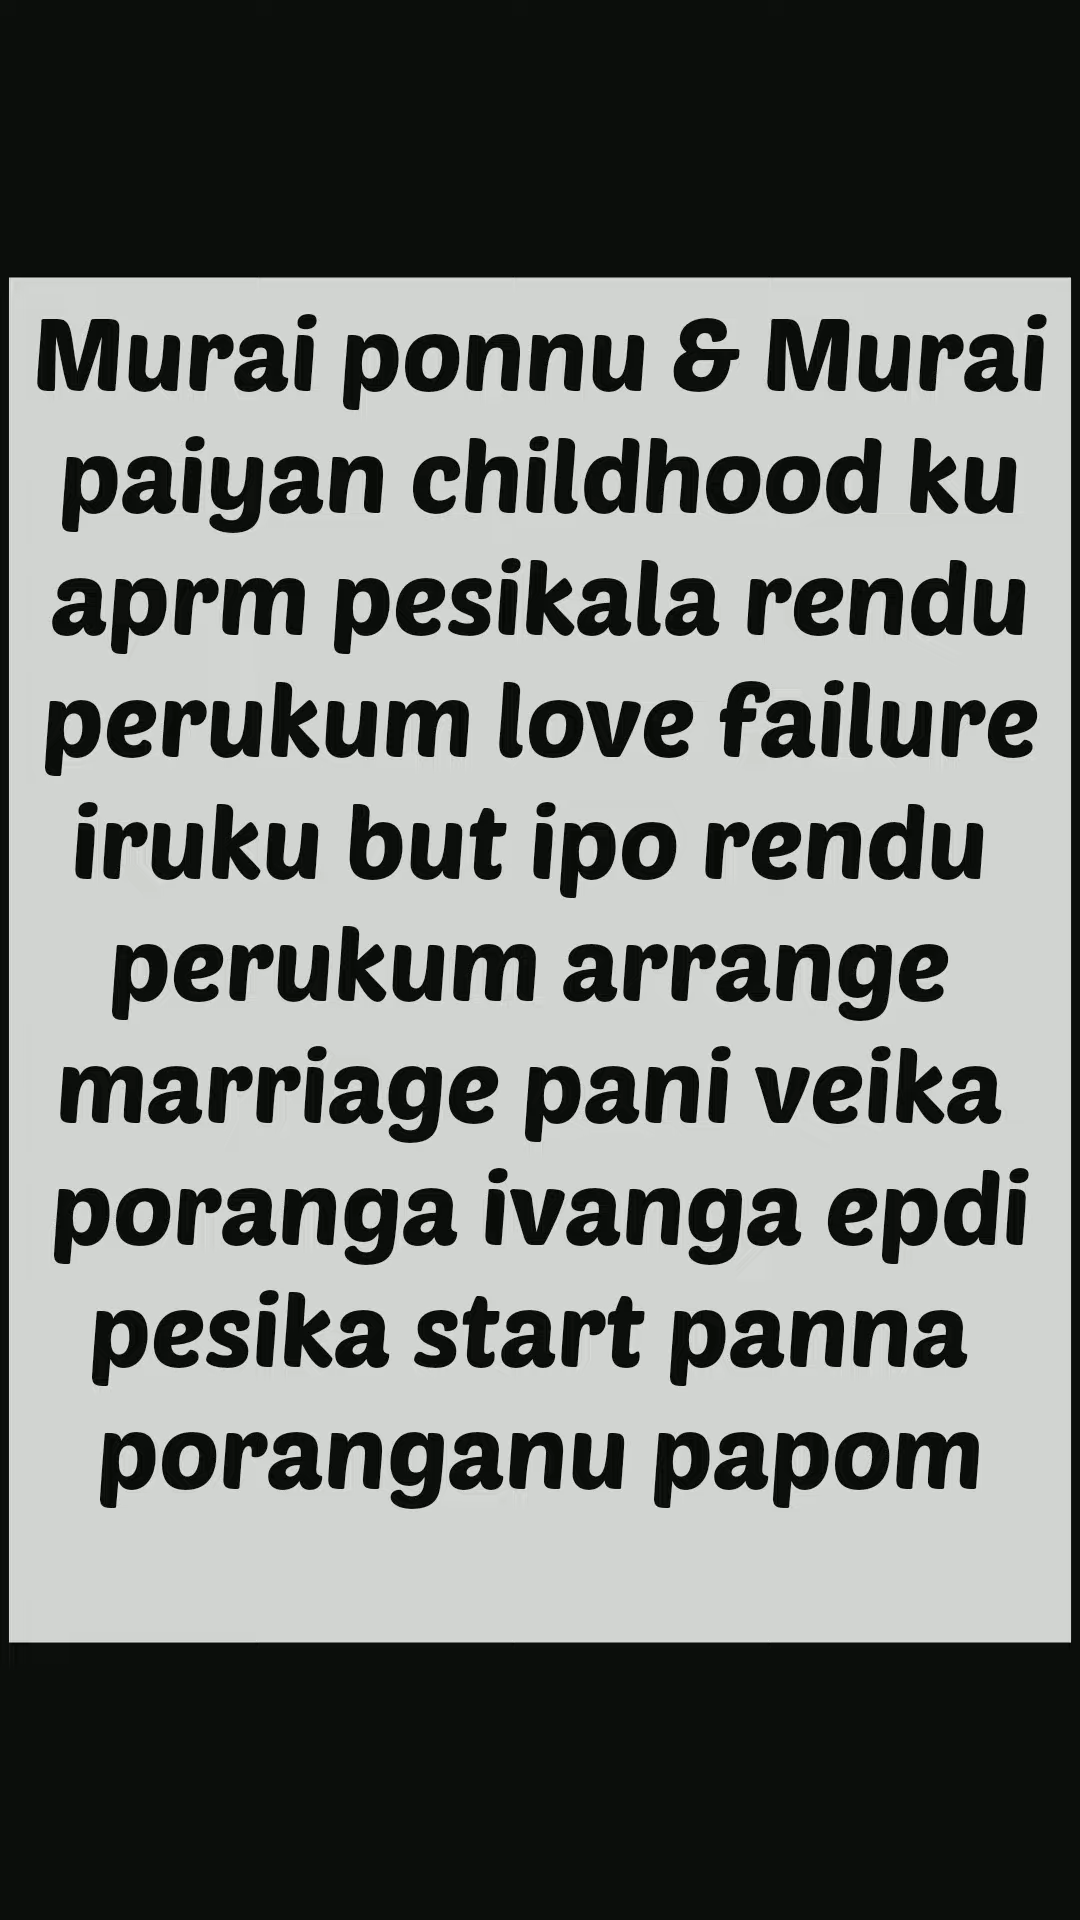 Murai ponnu & Murai
paiyan childhood ku
aprm pesikala rendu
perukum love failure
iruku but ipo rendu
perukum arrange
marriage pani veika
poranga ivanga epdi
pesika start panna
poranganu papom